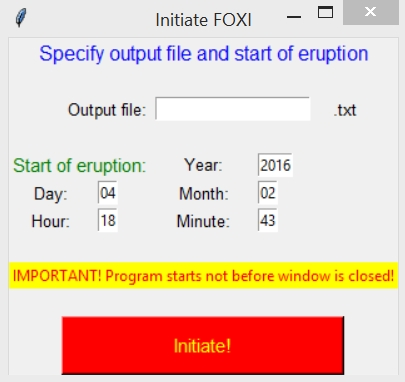 Initiate FOXI
Specify output file and start of eruption
Output file: .txt
Start of eruption: Year: 2016
Day: 04 Month: 02
Hour: 18 Minute: 43
IMPORTANT! Program starts not before window is closed!
Initiate!